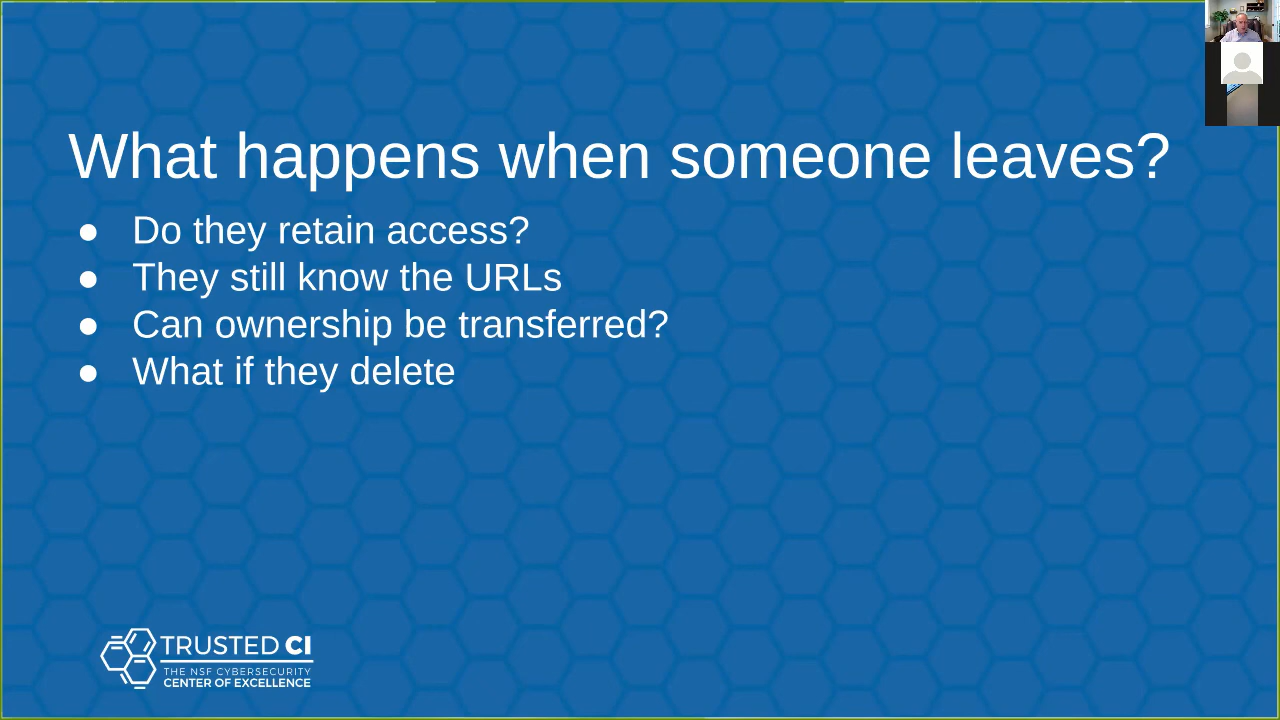 What happens when someone leaves?
● Do they retain access?
● They still know the URLs
● Can ownership be transferred?
● What if they delete
TRUSTED CI
THE NSF CYBERSECURITY
CENTER OF EXCELLENCE